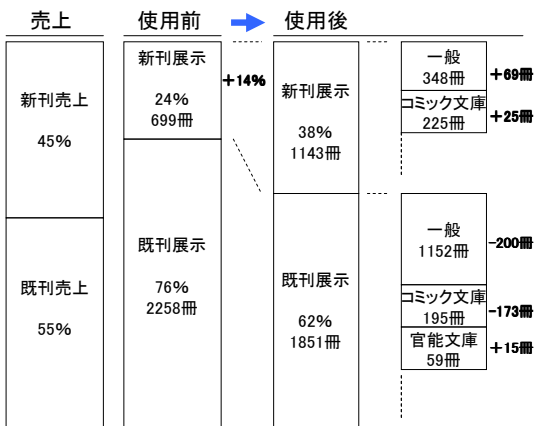 売上
使用前
使用後
新刊売上
45%
既刊売上
55%
新刊展示
24%
699冊
+14%
既刊展示
76%
2258冊
新刊展示
38%
1143冊
既刊展示
62%
1851冊
一般
348冊
+69冊
コミック文庫
225冊
+25冊
一般
1152冊
-200冊
コミック文庫
195冊
-173冊
官能文庫
59冊
+15冊